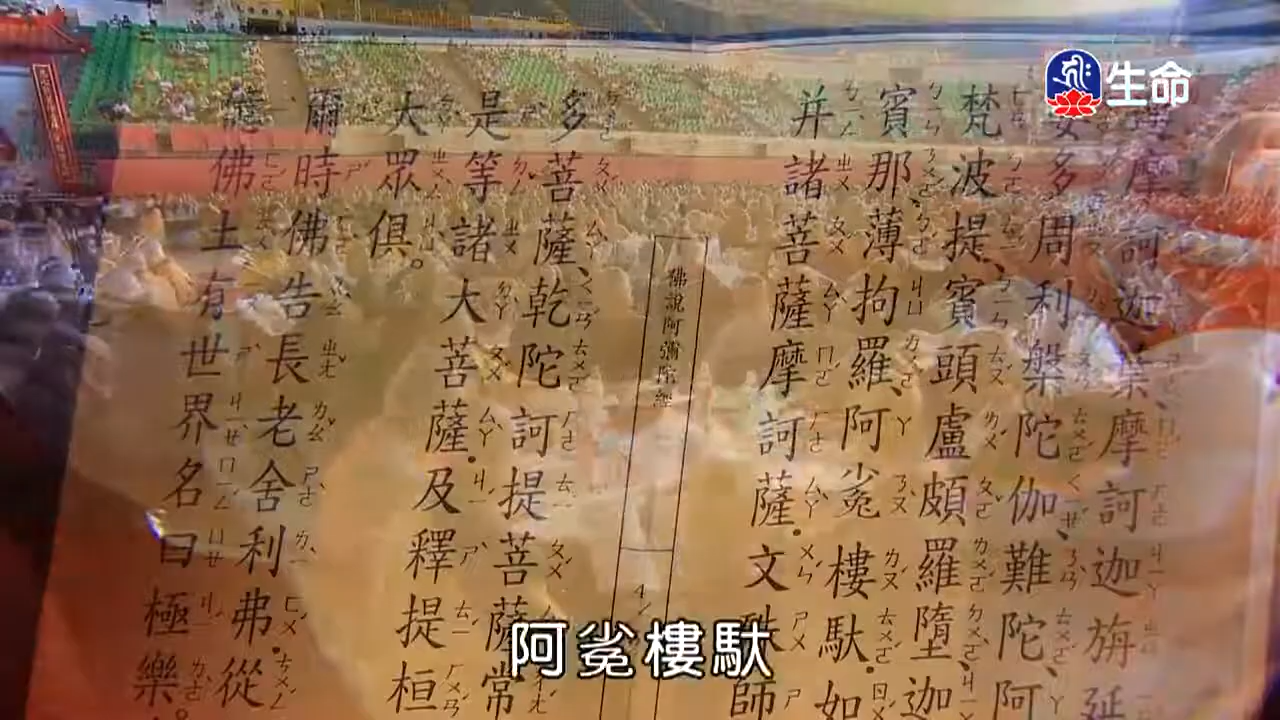 生命
摩訶迦葉、摩訶迦旃延
多周利槃陀伽、難陀、阿
梵波提、賓頭盧頗羅墮、迦
賓那、薄拘羅、阿㝹樓馱。如
并諸菩薩摩訶薩。文殊師
佛說阿彌陀經
多菩薩、乾陀訶提菩薩常
是等諸大菩薩。及釋提桓
大眾俱。
爾時佛告長老舍利弗。從
佛土有世界名曰極樂。
阿㝹樓馱